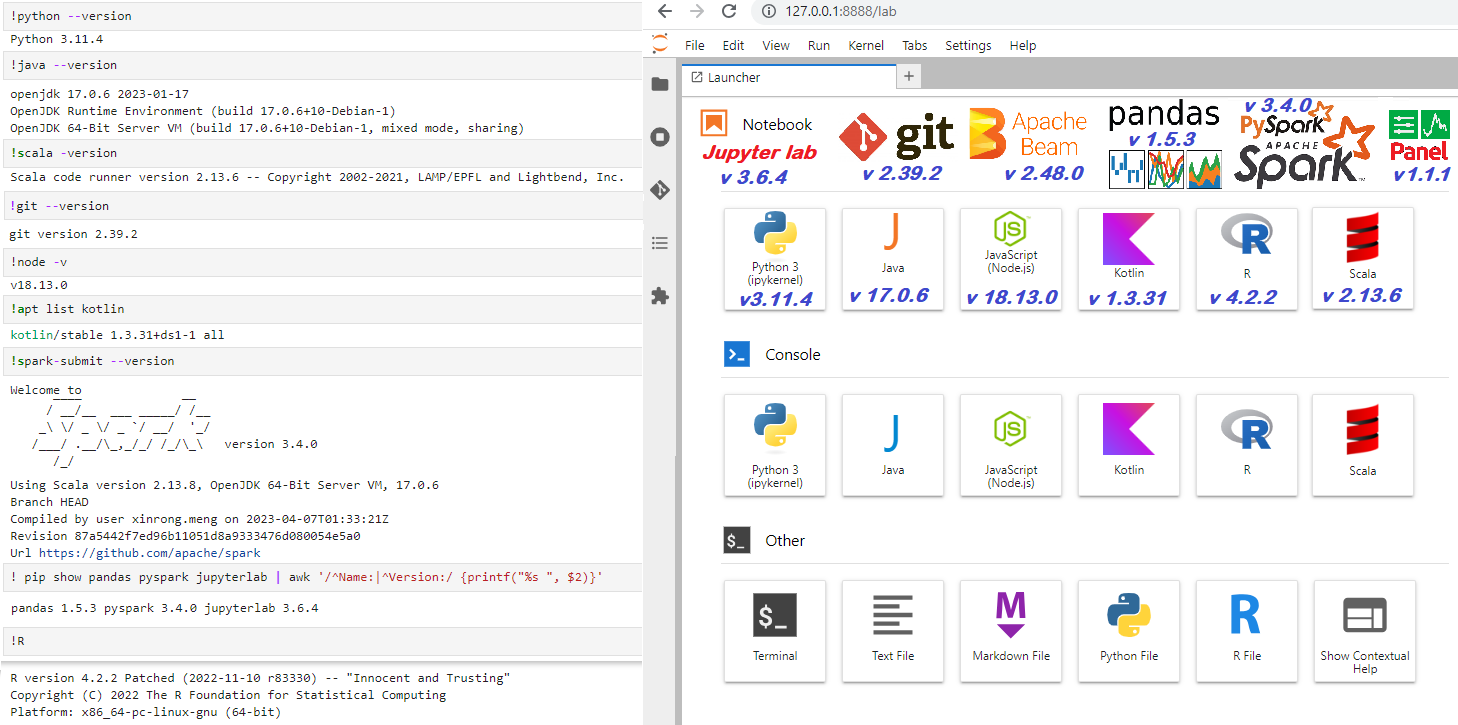 !python --version
Python 3.11.4
!java --version
openjdk 17.0.6 2023-01-17
OpenJDK Runtime Environment (build 17.0.6+10-Debian-1)
OpenJDK 64-Bit Server VM (build 17.0.6+10-Debian-1, mixed mode, sharing)
!scala -version
Scala code runner version 2.13.6 -- Copyright 2002-2021, LAMP/EPFL and Lightbend, Inc.
!git --version
git version 2.39.2
!node -v
v18.13.0
!apt list kotlin
kotlin/stable 1.3.31+ds1-1 all
!spark-submit --version
Welcome to
version 3.4.0
Using Scala version 2.13.8, OpenJDK 64-Bit Server VM, 17.0.6
Branch HEAD
Compiled by user xinrong.meng on 2023-04-07T01:33:21Z
Revision 87a5442f7ed96b11051d8a9333476d080054e5a0
Url https://github.com/apache/spark
! pip show pandas pyspark jupyterlab | awk '/^Name:|^Version:/ {printf("%s ", $2)}'
pandas 1.5.3 pyspark 3.4.0 jupyterlab 3.6.4
!R
R version 4.2.2 Patched (2022-11-10 r83330) -- "Innocent and Trusting"
Copyright (C) 2022 The R Foundation for Statistical Computing
Platform: x86_64-pc-linux-gnu (64-bit)
127.0.0.1:8888/lab
File Edit View Run Kernel Tabs Settings Help
Launcher
Notebook
Jupyter lab
v 3.6.4
git
v 2.39.2
Apache
Beam
v 2.48.0
pandas
v 1.5.3
v 3.4.0
PySpark
APACHE
Spark™
Panel
v1.1.1
Python 3
(ipykernel)
v3.11.4
J
Java
v 17.0.6
JS
JavaScript
(Node.js)
v 18.13.0
Kotlin
v 1.3.31
R
R
v 4.2.2
Scala
v 2.13.6
Console
Python 3
(ipykernel)
J
Java
JS
JavaScript
(Node.js)
Kotlin
R
R
Scala
$_ Other
$_
Terminal
Text File
M
Markdown File
Python File
R
R File
Show Contextual
Help